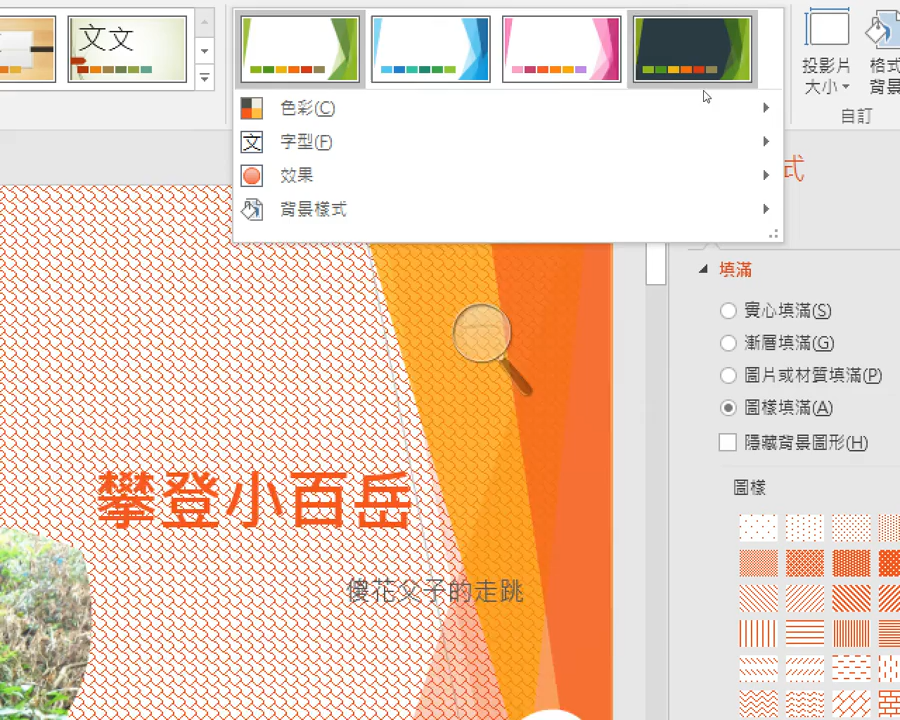 文文
色彩(C)
字型(F)
效果
背景樣式
投影片
大小
格式
背景
自訂
式
填滿
實心填滿(S)
漸層填滿(G)
圖片或材質填滿(P)
圖樣填滿(A)
隱藏背景圖形(H)
圖樣
攀登小百岳
傻花父子的走跳